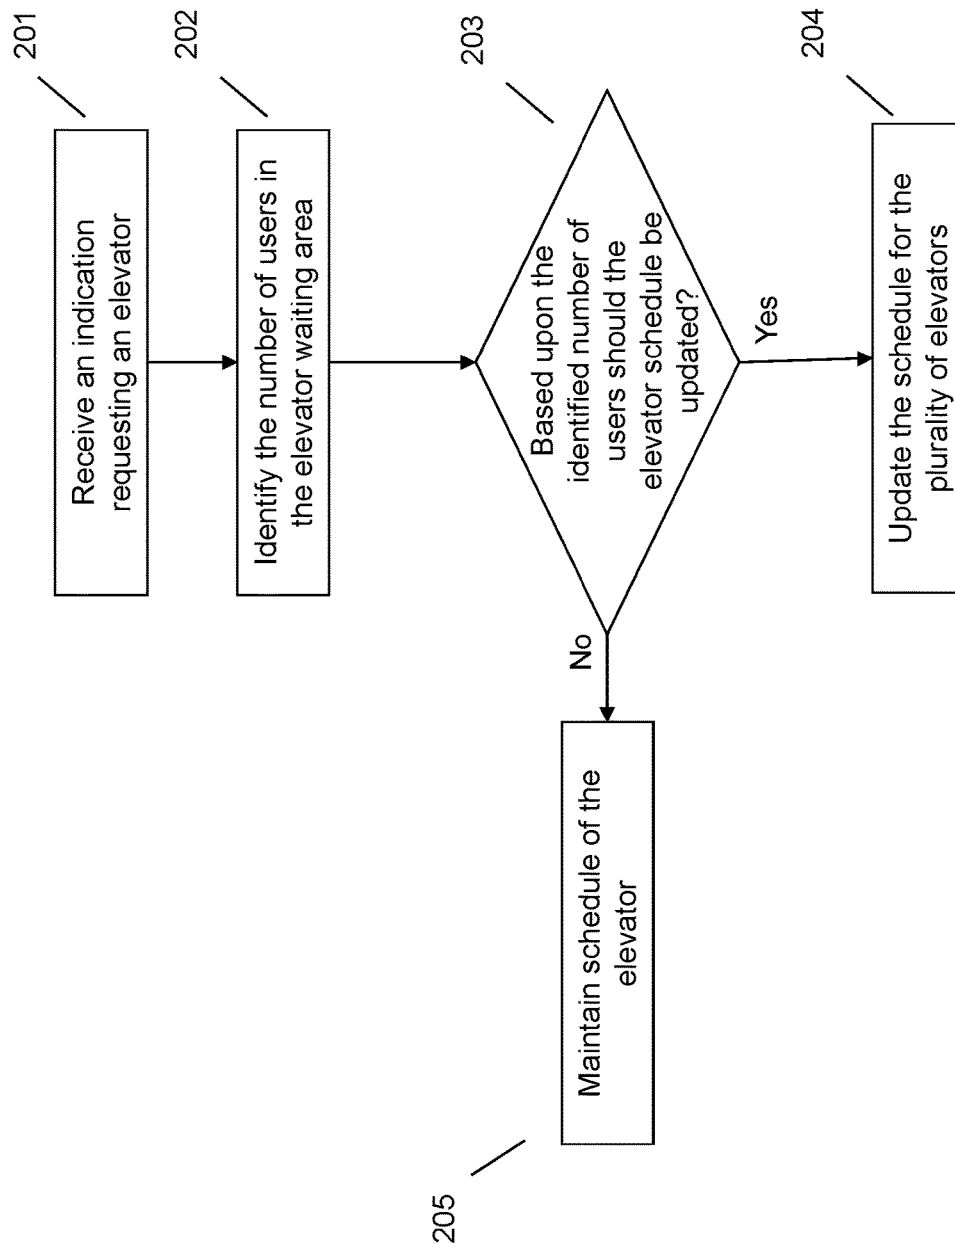 201
Receive an indication
requesting an elevator
202
Identify the number of users in
the elevator waiting area
203
Based upon the
identified number of
users should the
elevator schedule be
updated?
No
Yes
205
Maintain schedule of the
elevator
204
Update the schedule for the
plurality of elevators